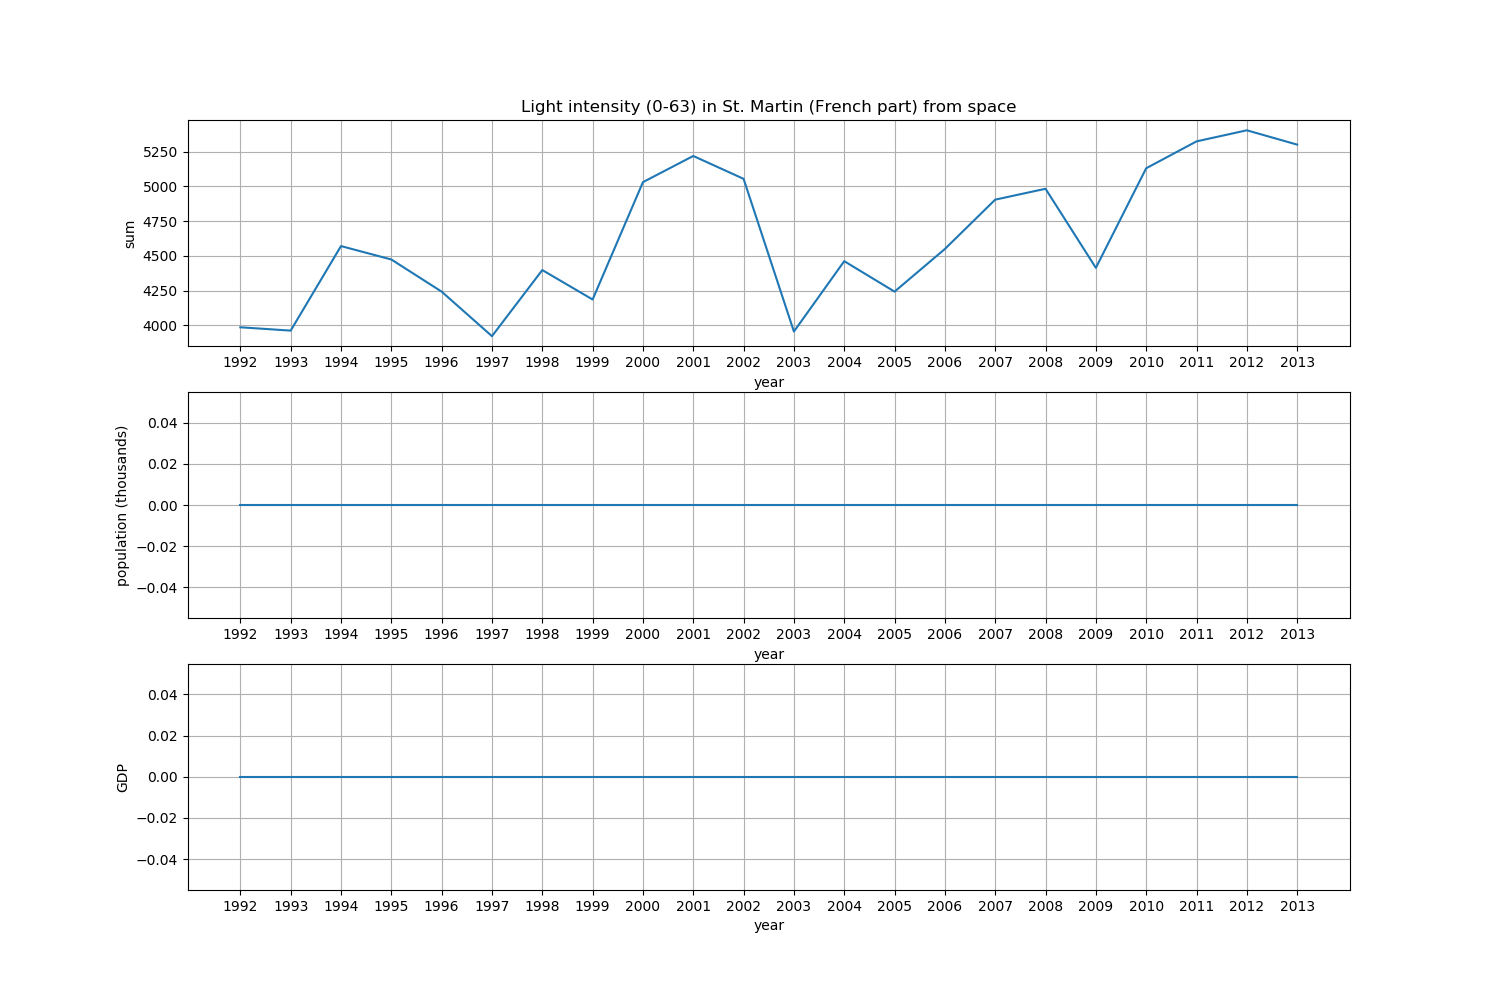 Light intensity (0-63) in St. Martin (French part) from space
5250
5000
4750
4500
4250
4000
sum
1992 1993 1994 1995 1996 1997 1998 1999 2000 2001 2002 2003 2004 2005 2006 2007 2008 2009 2010 2011 2012 2013
year
0.04
0.02
0.00
−0.02
−0.04
population (thousands)
1992 1993 1994 1995 1996 1997 1998 1999 2000 2001 2002 2003 2004 2005 2006 2007 2008 2009 2010 2011 2012 2013
year
0.04
0.02
0.00
−0.02
−0.04
GDP
1992 1993 1994 1995 1996 1997 1998 1999 2000 2001 2002 2003 2004 2005 2006 2007 2008 2009 2010 2011 2012 2013
year